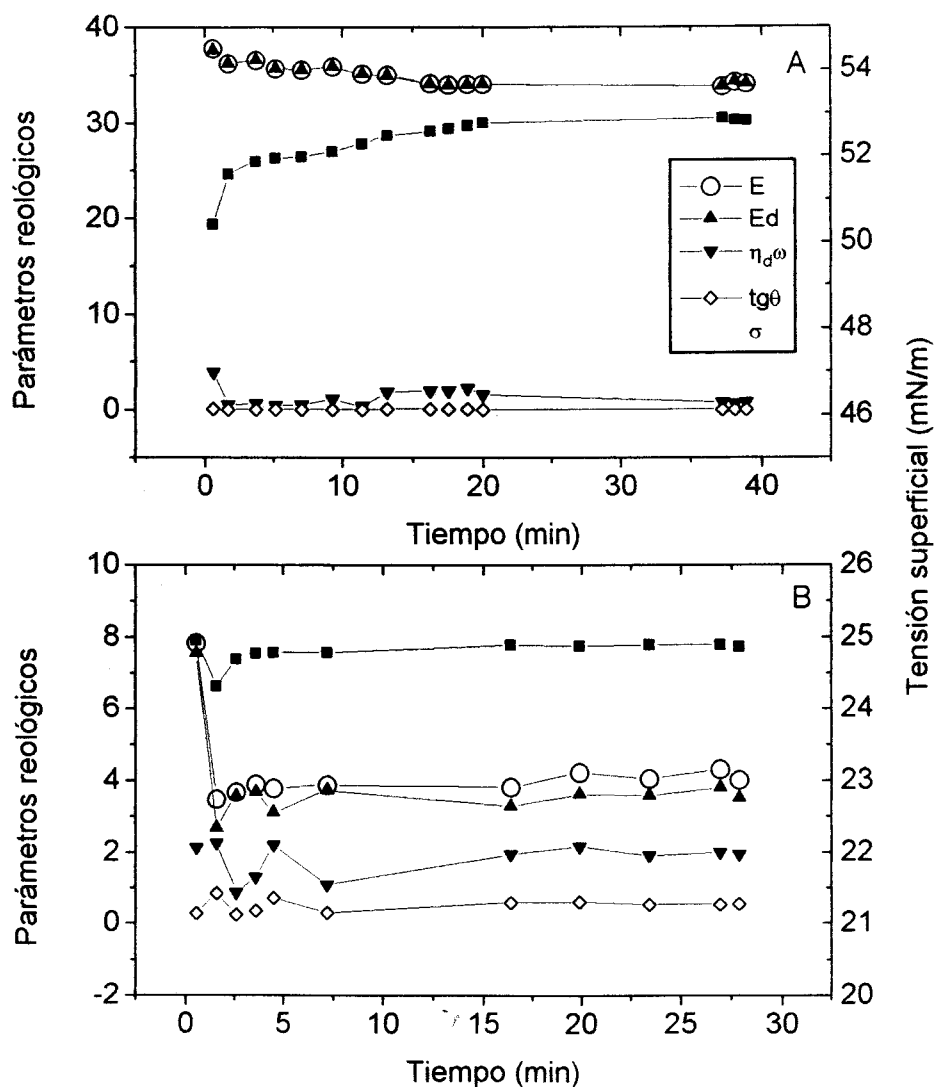 A
40
30
20
10
0
54
52
50
48
46
E
Ed
ηdω
tgθ
σ
0 10 20 30 40
Parámetros reológicos
Tiempo (min)
Tensión superficial (mN/m)
B
10
8
6
4
2
0
-2
26
25
24
23
22
21
20
0 5 10 15 20 25 30
Parámetros reológicos
Tiempo (min)